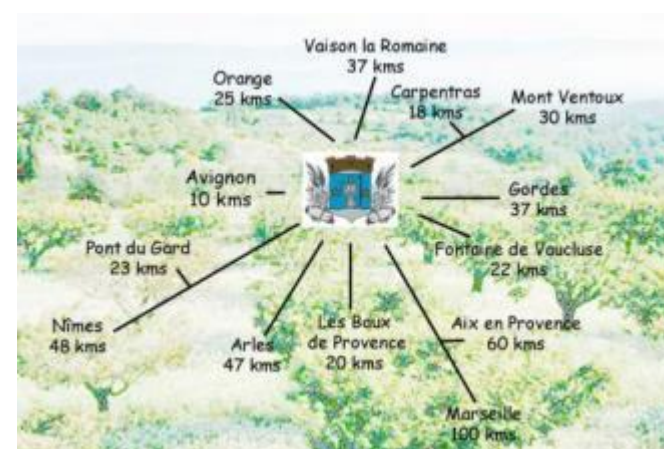 Vaison la Romaine
37 kms
Orange
25 kms
Carpentras
18 kms
Mont Ventoux
30 kms
Avignon
10 kms
Gordes
37 kms
Pont du Gard
23 kms
Fontaine de Vaucluse
22 kms
Nîmes
48 kms
Arles
47 kms
Les Baux
de Provence
20 kms
Aix en Provence
60 kms
Marseille
100 kms